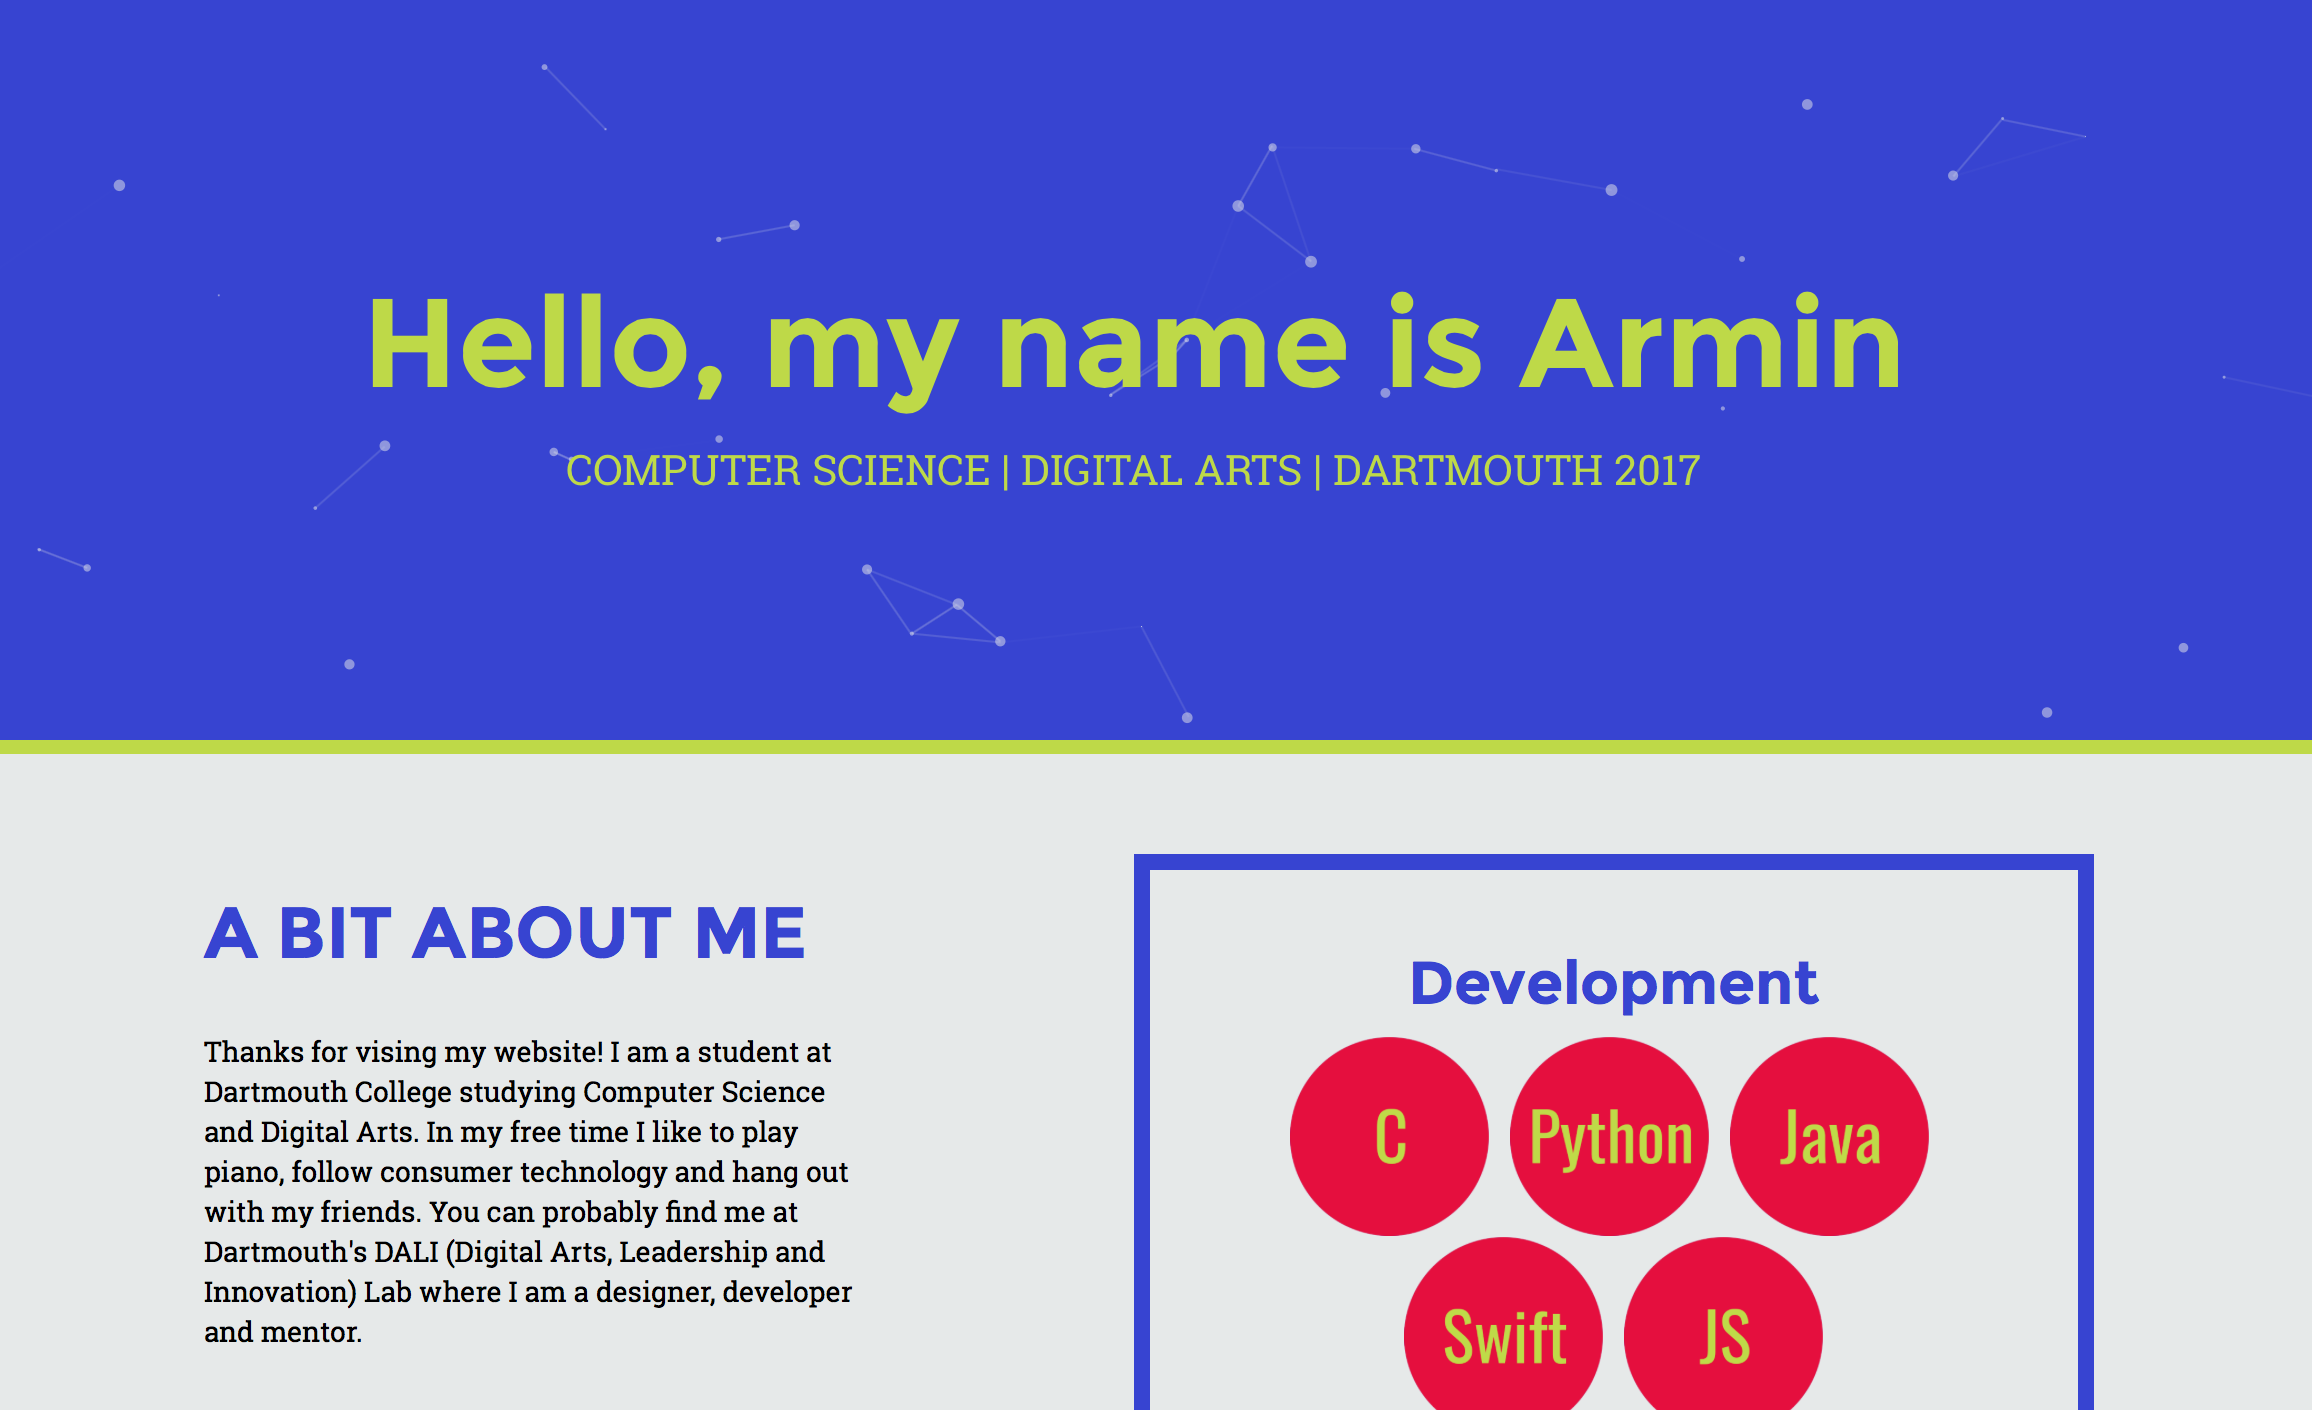 Hello, my name is Armin
COMPUTER SCIENCE | DIGITAL ARTS | DARTMOUTH 2017
A BIT ABOUT ME
Thanks for vising my website! I am a student at
Dartmouth College studying Computer Science
and Digital Arts. In my free time I like to play
piano, follow consumer technology and hang out
with my friends. You can probably find me at
Dartmouth's DALI (Digital Arts, Leadership and
Innovation) Lab where I am a designer, developer
and mentor.
Development
C Python Java
Swift JS